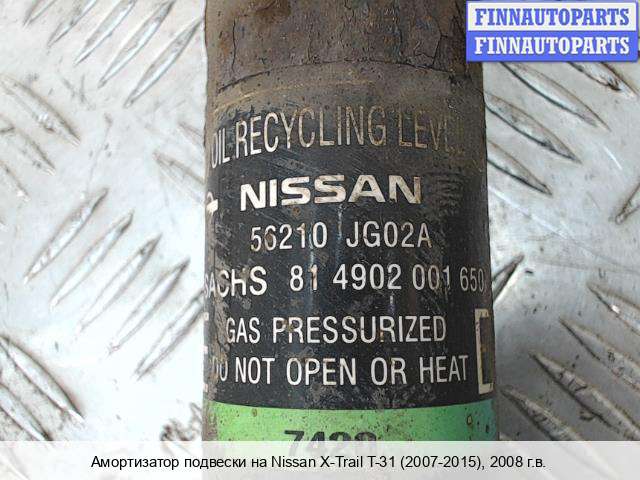 FINNAUTOPARTS
FINNAUTOPARTS
OIL RECYCLING LEVEL
NISSAN
56210 JG02A
SACHS 81 4902 001 650
GAS PRESSURIZED
DO NOT OPEN OR HEAT
Амортизатор подвески на Nissan X-Trail T-31 (2007-2015), 2008 г.в.